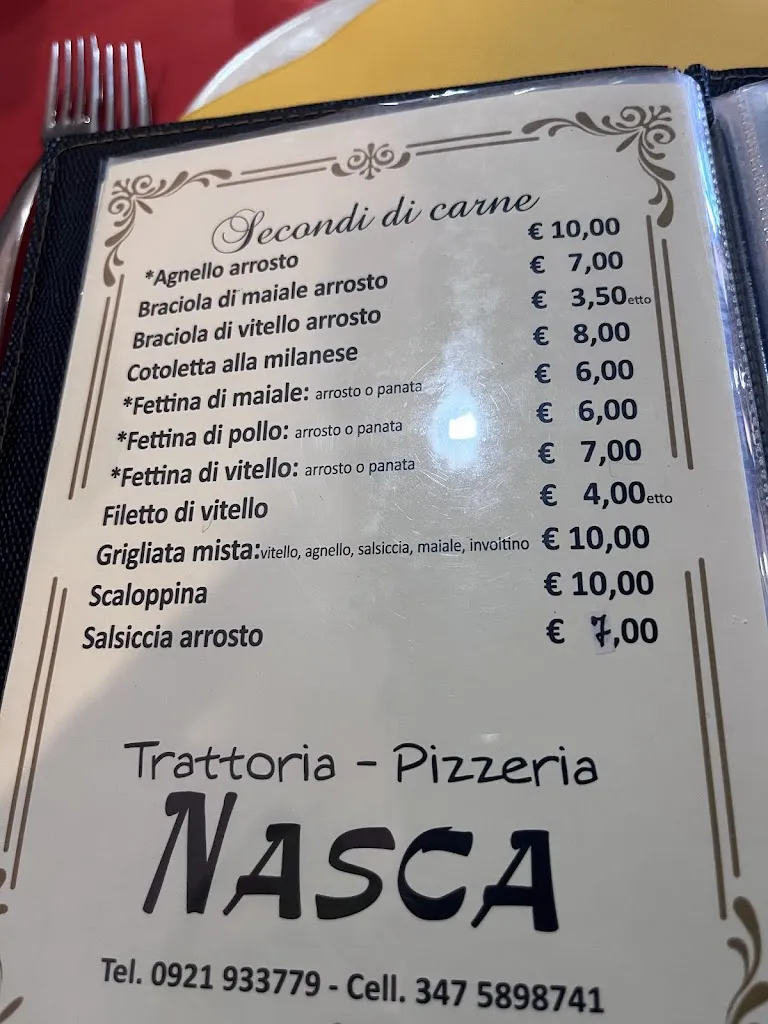 Secondi di carne
*Agnello arrosto € 10,00
Braciola di maiale arrosto € 7,00
Braciola di vitello arrosto € 3,50etto
Cotoletta alla milanese € 8,00
*Fettina di maiale: arrosto o panata € 6,00
*Fettina di pollo: arrosto o panata € 6,00
*Fettina di vitello: arrosto o panata € 7,00
Filetto di vitello € 4,00etto
Grigliata mista:vitello, agnello, salsiccia, maiale, involtino € 10,00
Scaloppina € 10,00
Salsiccia arrosto € 7,00
Trattoria - Pizzeria
NASCA
Tel. 0921 933779 - Cell. 347 5898741